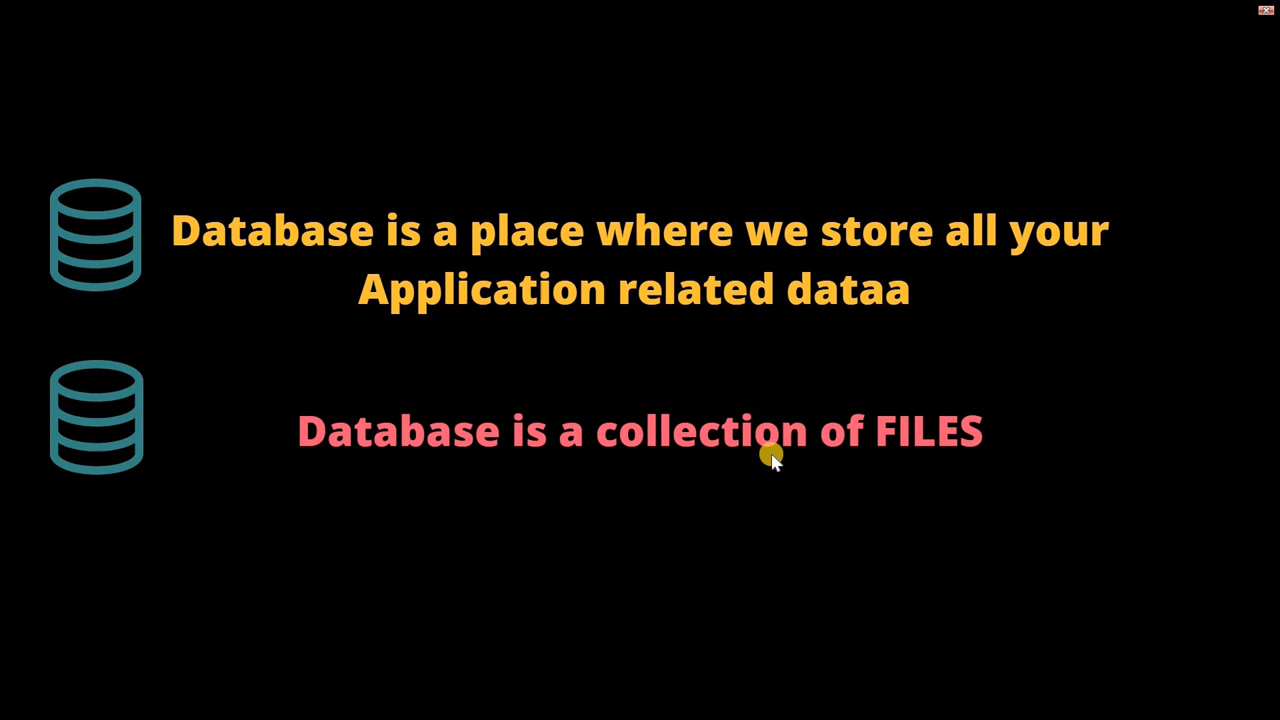 Database is a place where we store all your
Application related dataa
Database is a collection of FILES